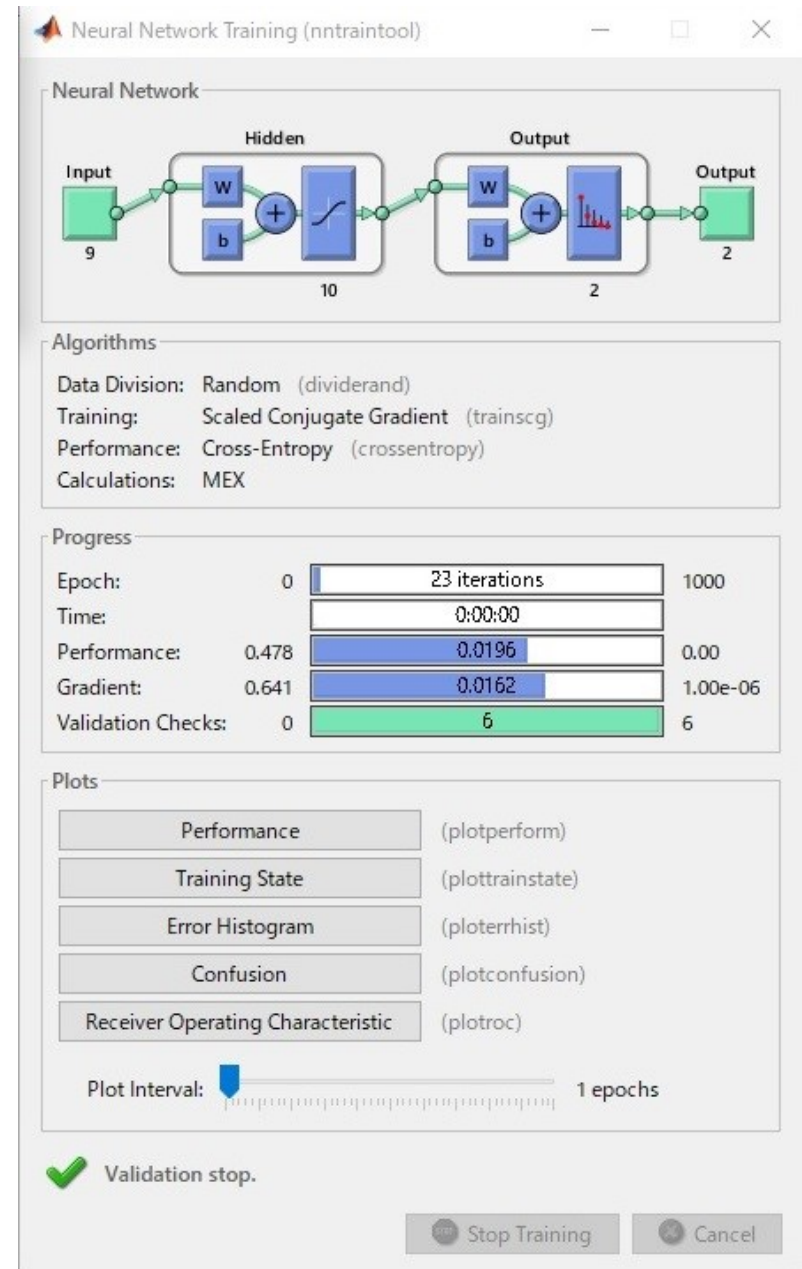 Neural Network Training (nntraintool)
Neural Network
Hidden
Output
Input
W
b
+
W
b
+
Output
9
10
2
2
Algorithms
Data Division: Random (dividerand)
Training: Scaled Conjugate Gradient (trainscg)
Performance: Cross-Entropy (crossentropy)
Calculations: MEX
Progress
Epoch: 0 23 iterations 1000
Time: 0:00:00
Performance: 0.478 0.0196 0.00
Gradient: 0.641 0.0162 1.00e-06
Validation Checks: 0 6 6
Plots
Performance (plotperform)
Training State (plottrainstate)
Error Histogram (ploterrhist)
Confusion (plotconfusion)
Receiver Operating Characteristic (plotroc)
Plot Interval: 1 epochs
Validation stop.
Stop Training Cancel